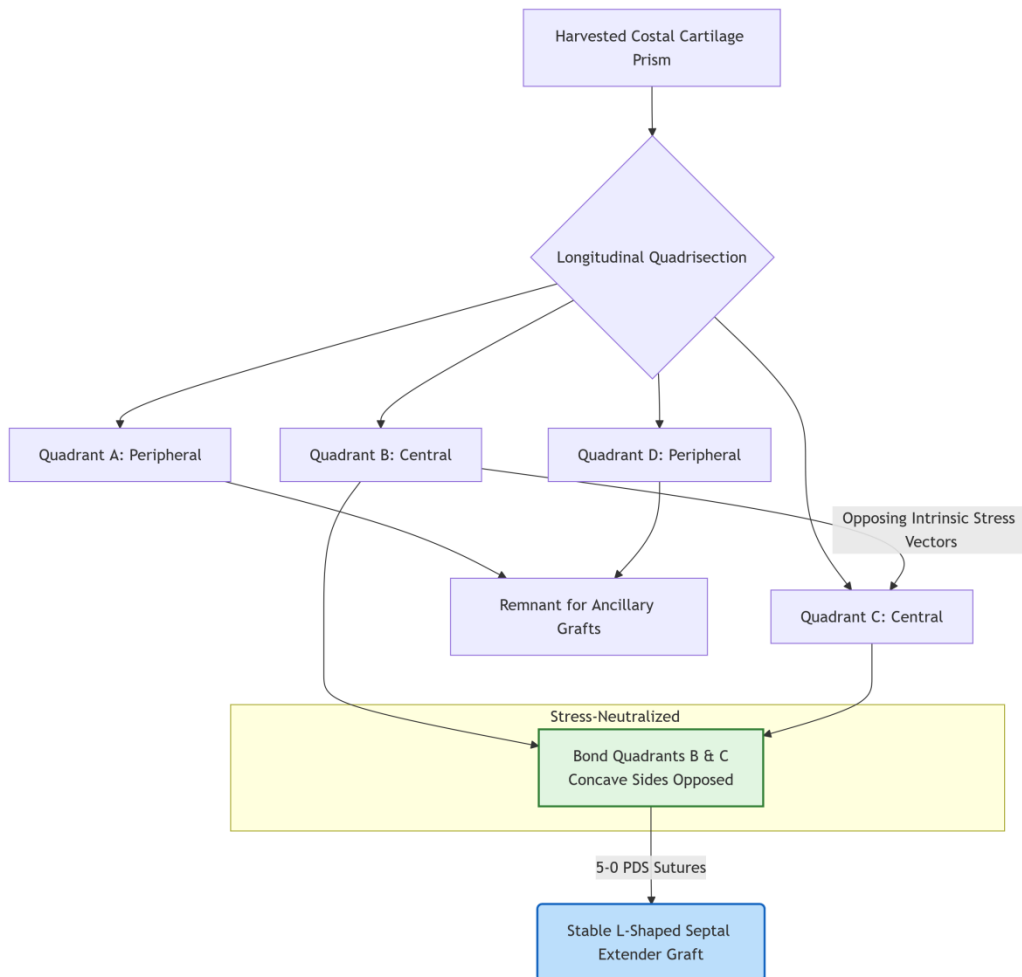 Harvested Costal Cartilage
Prism
Longitudinal Quadrisection
Quadrant A: Peripheral
Quadrant B: Central
Quadrant D: Peripheral
Opposing Intrinsic Stress
Vectors
Remnant for Ancillary
Grafts
Quadrant C: Central
Stress-Neutralized
Bond Quadrants B & C
Concave Sides Opposed
5-0 PDS Sutures
Stable L-Shaped Septal
Extender Graft